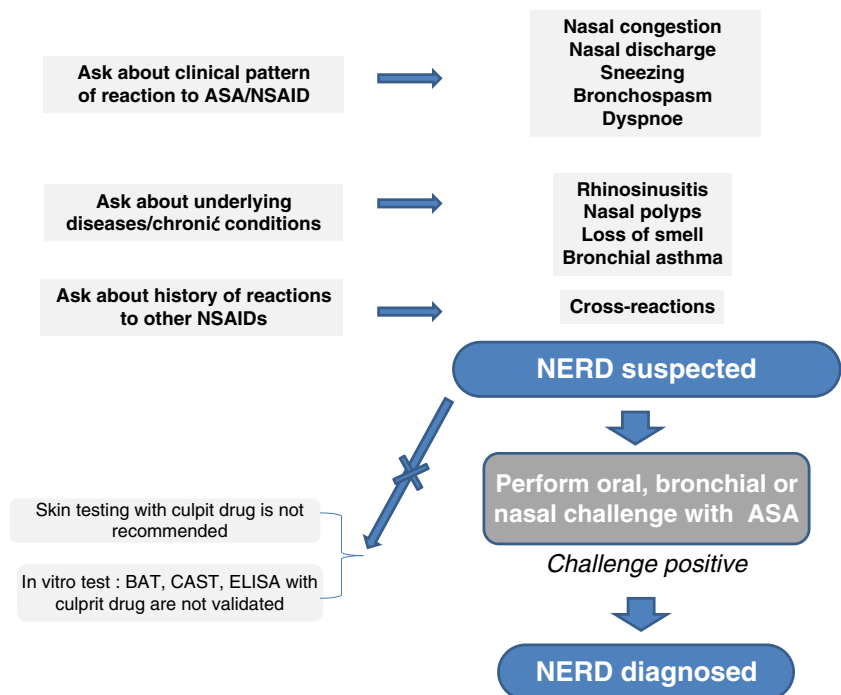 Ask about clinical pattern
of reaction to ASA/NSAID
Nasal congestion
Nasal discharge
Sneezing
Bronchospasm
Dyspnoe
Ask about underlying
diseases/chronić conditions
Rhinosinusitis
Nasal polyps
Loss of smell
Bronchial asthma
Ask about history of reactions
to other NSAIDs
Cross-reactions
NERD suspected
Perform oral, bronchial or
nasal challenge with ASA
Skin testing with culpit drug is not
recommended
In vitro test : BAT, CAST, ELISA with
culprit drug are not validated
Challenge positive
NERD diagnosed